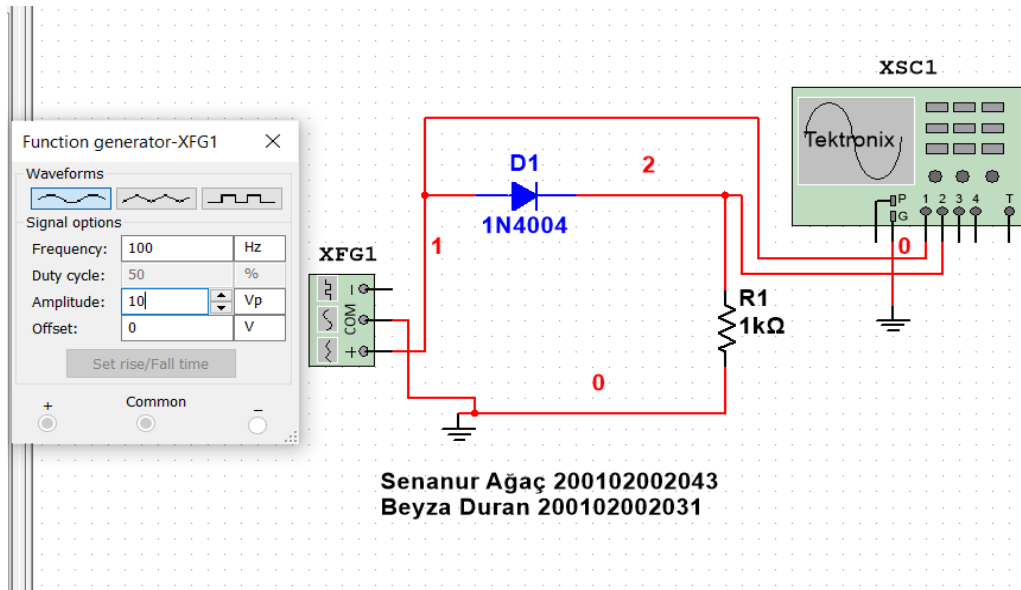 XSC1
Function generator-XFG1
Waveforms
Signal options
Frequency: 100 Hz
Duty cycle: 50 %
Amplitude: 10 Vp
Offset: 0 V
Set rise/Fall time
+ Common −
XFG1
COM
+
1
D1
1N4004
2
Tektronix
P 1 2 3 4 T
G
0
R1
1kΩ
0
Senanur Ağaç 200102002043
Beyza Duran 200102002031